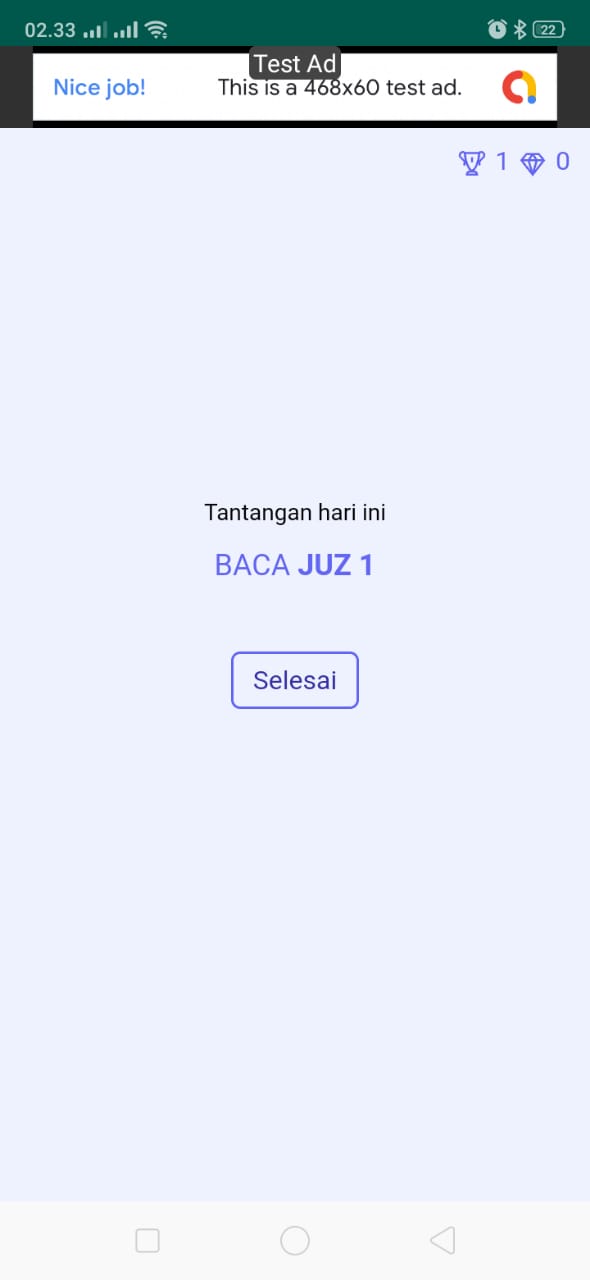 02.33
22
Test Ad
Nice job! This is a 468x60 test ad.
1 0
Tantangan hari ini
BACA JUZ 1
Selesai